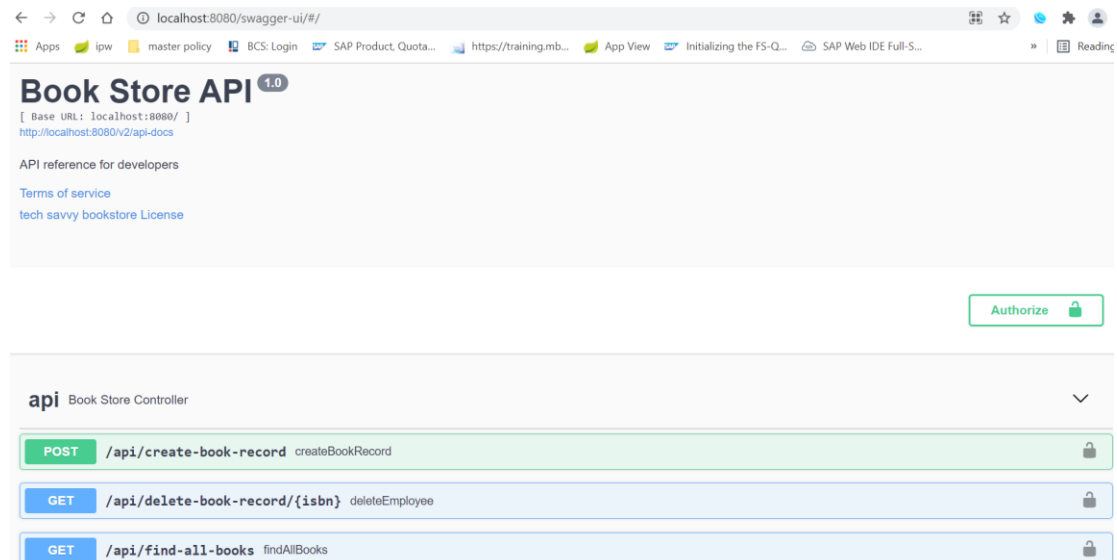 localhost:8080/swagger-ui/#/
Apps ipw master policy BCS: Login SAP Product, Quota... https://training.mb... App View Initializing the FS-Q... SAP Web IDE Full-S... » Reading
Book Store API 1.0
[ Base URL: localhost:8080/ ]
http://localhost:8080/v2/api-docs
API reference for developers
Terms of service
tech savvy bookstore License
Authorize
api Book Store Controller
POST /api/create-book-record createBookRecord
GET /api/delete-book-record/{isbn} deleteEmployee
GET /api/find-all-books findAllBooks